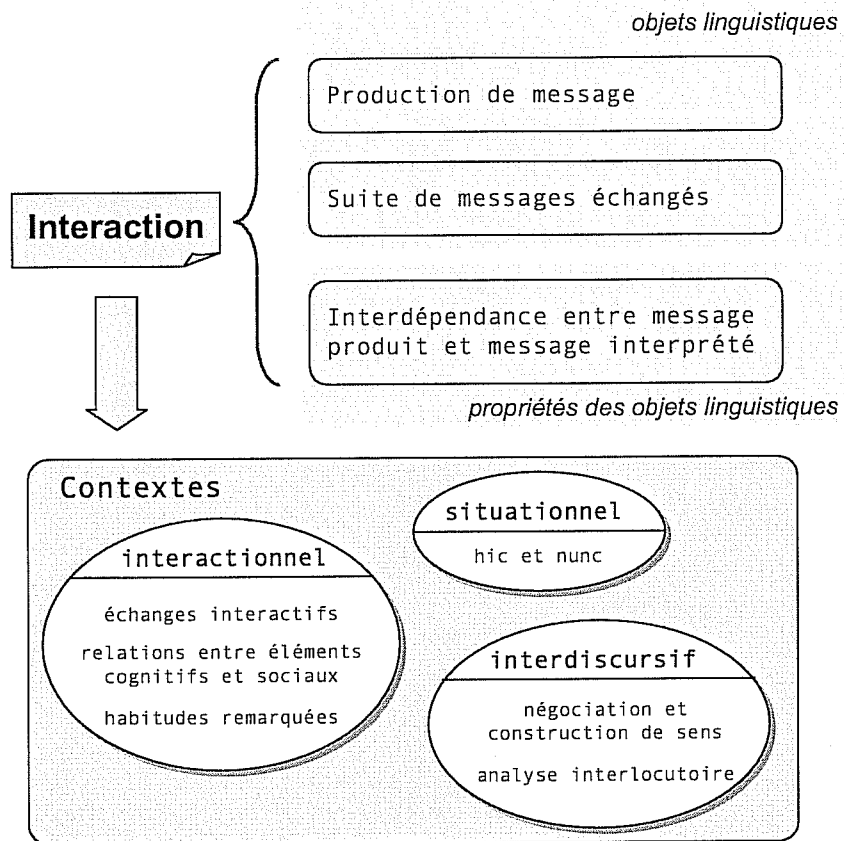 objets linguistiques
Production de message
Suite de messages échangés
Interaction
Interdépendance entre message
produit et message interprété
propriétés des objets linguistiques
Contextes
interactionnel
échanges interactifs
relations entre éléments
cognitifs et sociaux
habitudes remarquées
situationnel
hic et nunc
interdiscursif
négociation et
construction de sens
analyse interlocutoire